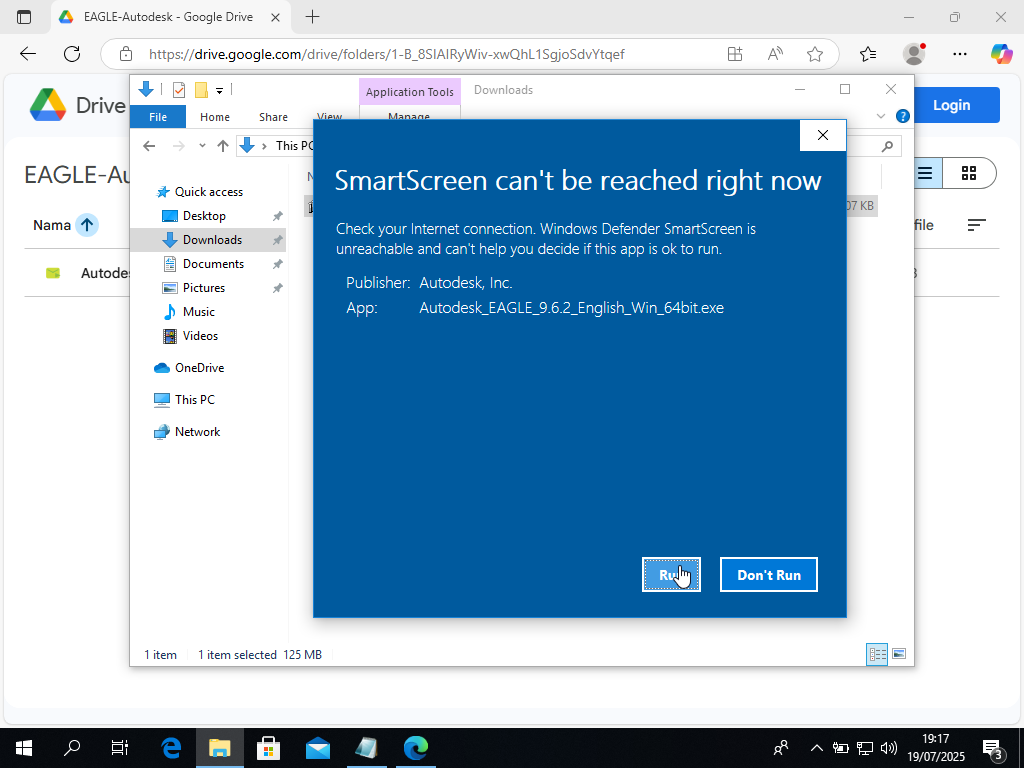 EAGLE-Autodesk - Google Drive
https://drive.google.com/drive/folders/1-B_8SIAIRyWiv-xwQhL1SgjoSdvYtqef
Drive
Login
Application Tools
Downloads
File
Home
Share
View
Manage
This PC
EAGLE-Au
Nama
file
Autodes
07 KB
Quick access
Desktop
Downloads
Documents
Pictures
Music
Videos
OneDrive
This PC
Network
SmartScreen can't be reached right now
Check your Internet connection. Windows Defender SmartScreen is
unreachable and can't help you decide if this app is ok to run.
Publisher: Autodesk, Inc.
App: Autodesk_EAGLE_9.6.2_English_Win_64bit.exe
Run
Don't Run
1 item
1 item selected 125 MB
19:17
19/07/2025
3